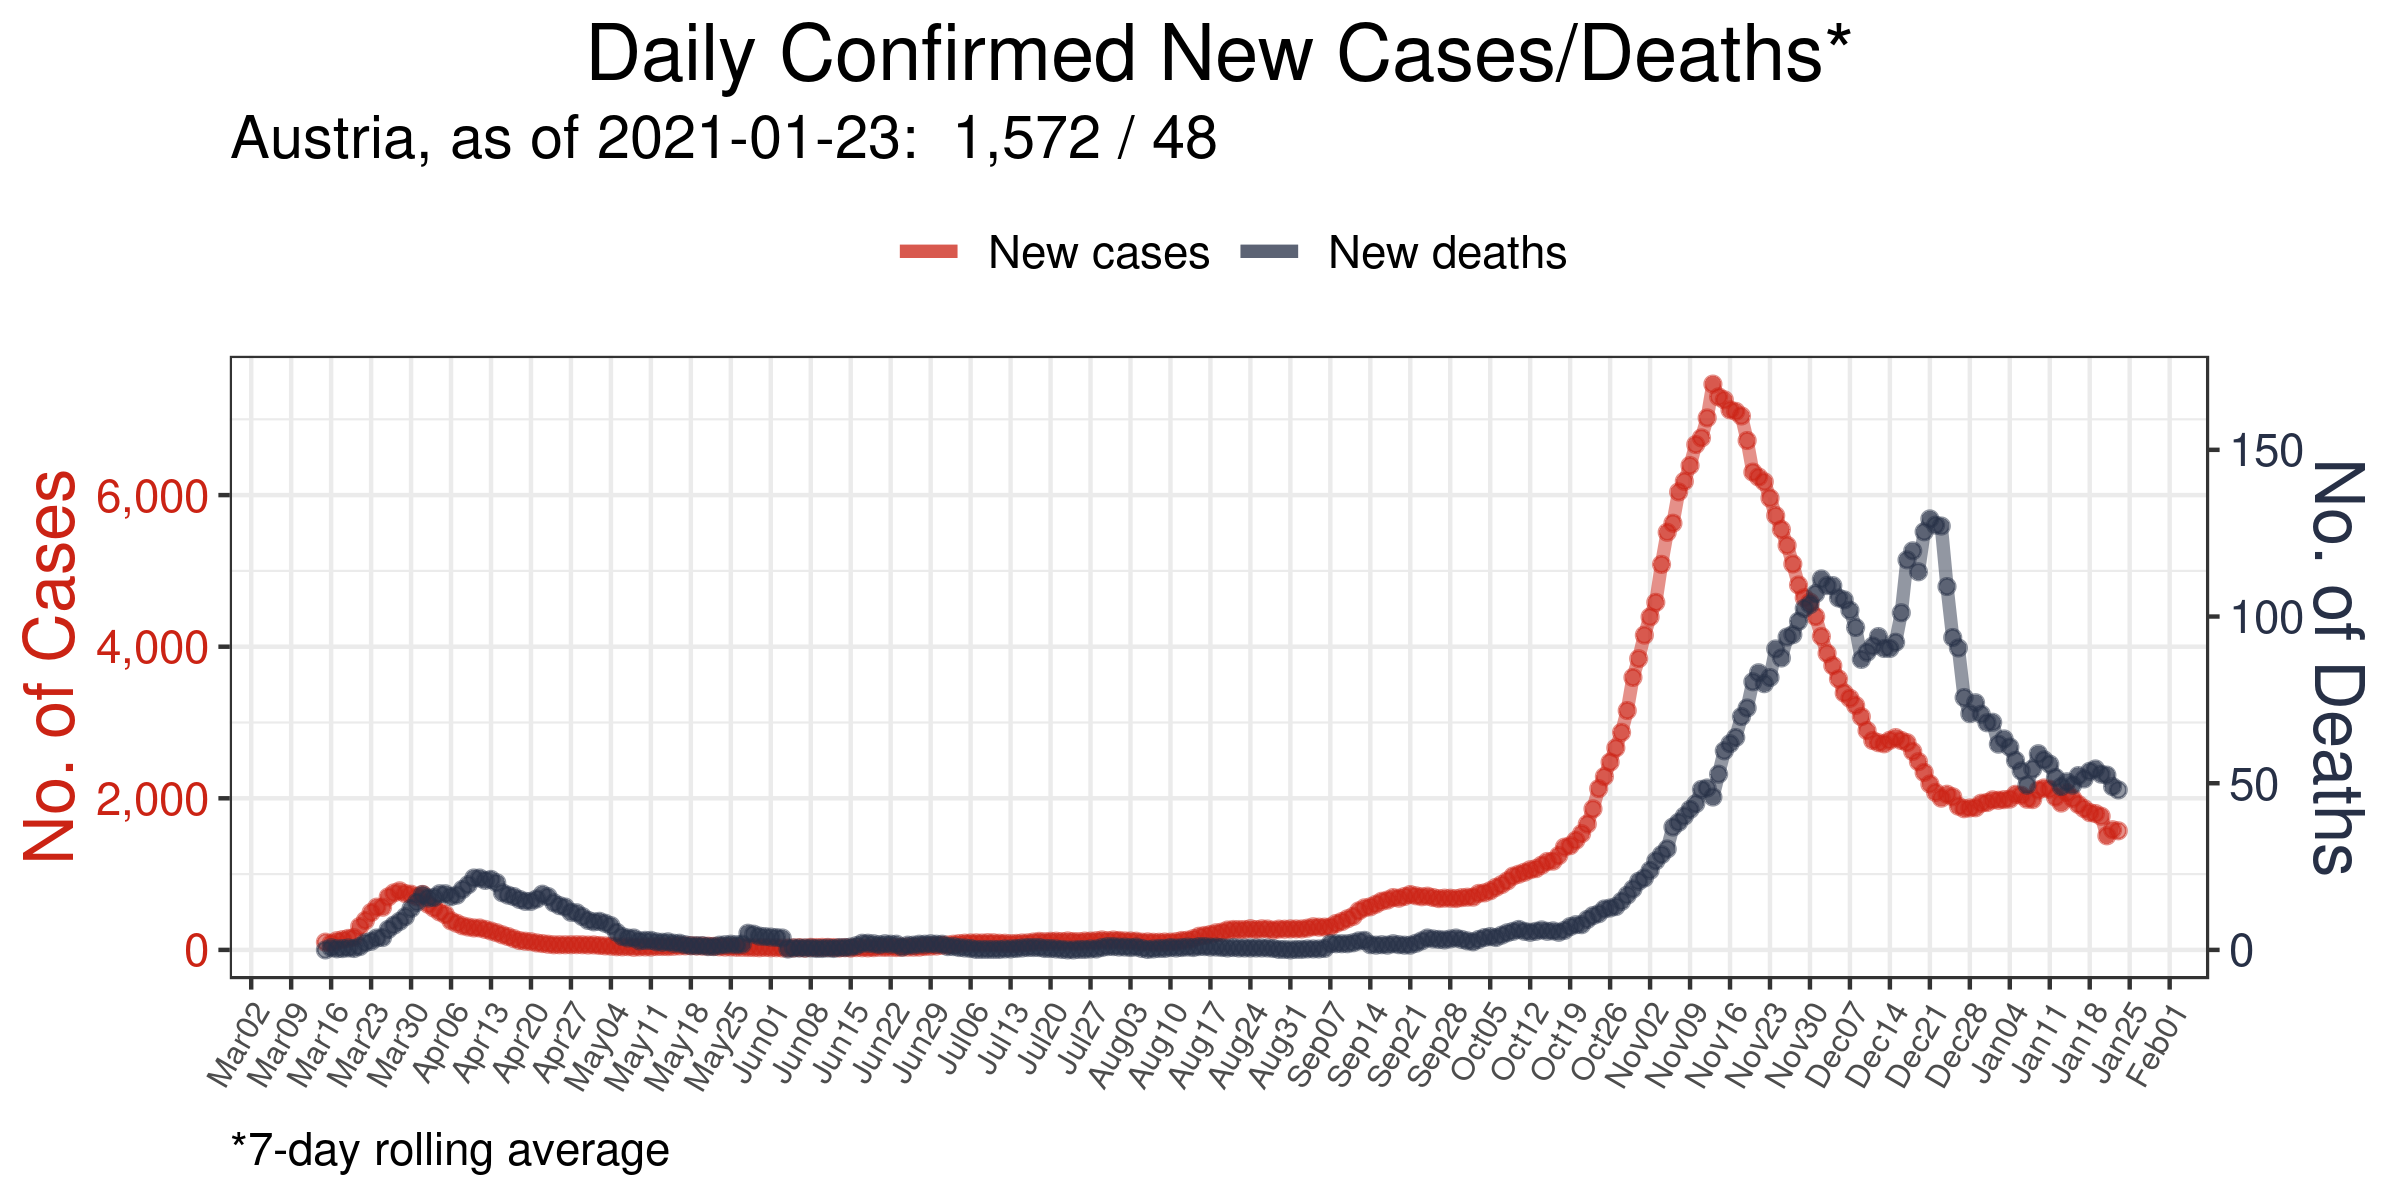 Daily Confirmed New Cases/Deaths*
Austria, as of 2021-01-23:  1,572 / 48
New cases
New deaths
No. of Cases
6,000
4,000
2,000
0
150
100
50
0
No. of Deaths
Mar02
Mar09
Mar16
Mar23
Mar30
Apr06
Apr13
Apr20
Apr27
May04
May11
May18
May25
Jun01
Jun08
Jun15
Jun22
Jun29
Jul06
Jul13
Jul20
Jul27
Aug03
Aug10
Aug17
Aug24
Aug31
Sep07
Sep14
Sep21
Sep28
Oct05
Oct12
Oct19
Oct26
Nov02
Nov09
Nov16
Nov23
Nov30
Dec07
Dec14
Dec21
Dec28
Jan04
Jan11
Jan18
Jan25
Feb01
*7-day rolling average